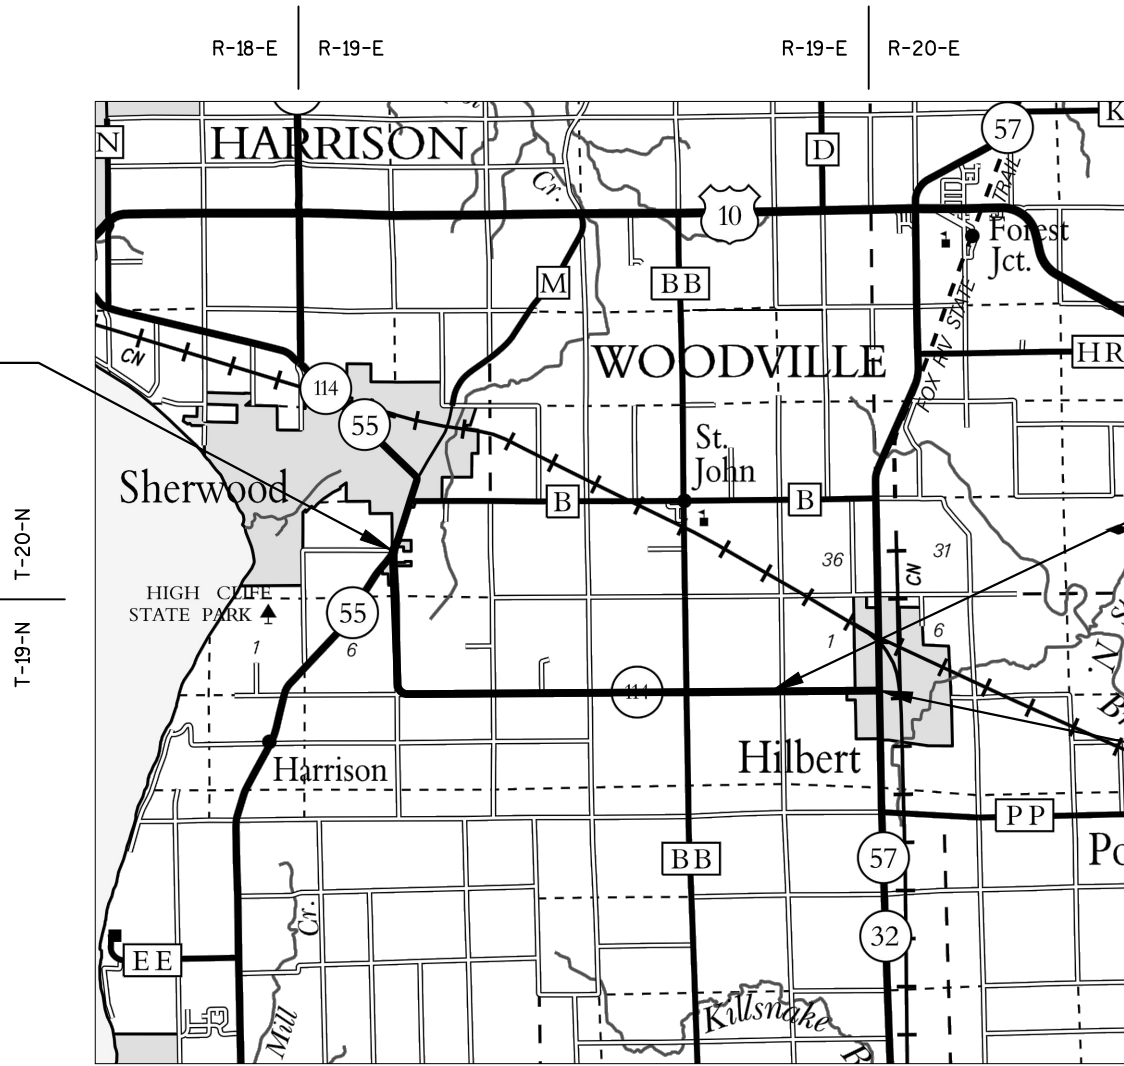 R-18-E
R-19-E
R-19-E
R-20-E
N
HARRISON
D
57
K
Cr.
10
TRAIL
Forest
Jct.
M
BB
STATE
CN
WOODVILLE
HR
FOX RIV
114
55
St.
John
Sherwood
B
B
T-20-N
36
31
CN
HIGH CLIFF
STATE PARK
55
T-19-N
1
6
1
6
N.
114
Harrison
Hilbert
PP
57
BB
Cr.
32
EE
Mill
Killsnake